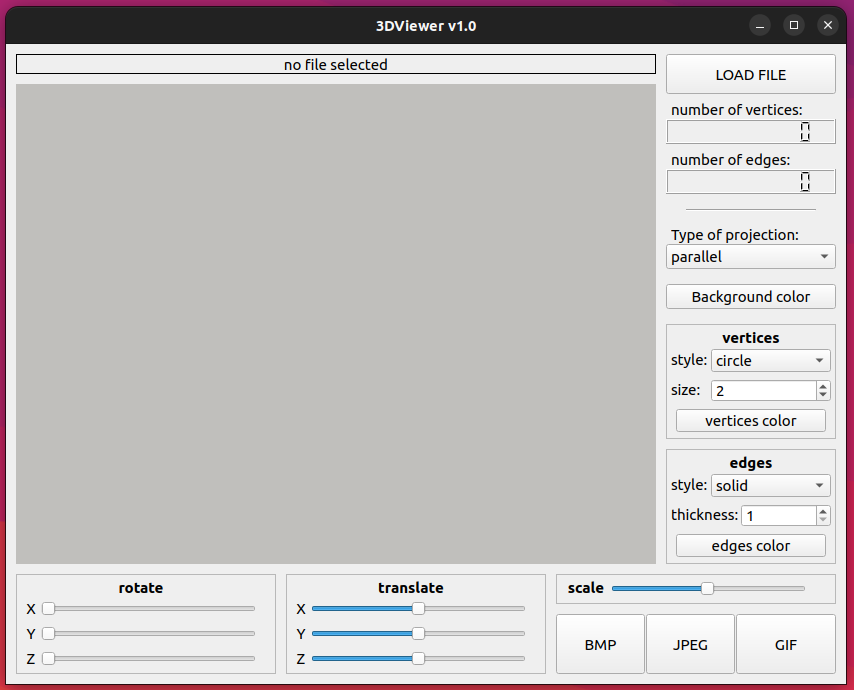 3DViewer v1.0
no file selected
LOAD FILE
number of vertices:
0
number of edges:
0
Type of projection:
parallel
Background color
vertices
style: circle
size: 2
vertices color
edges
style: solid
thickness: 1
edges color
rotate
X
Y
Z
translate
X
Y
Z
scale
BMP
JPEG
GIF